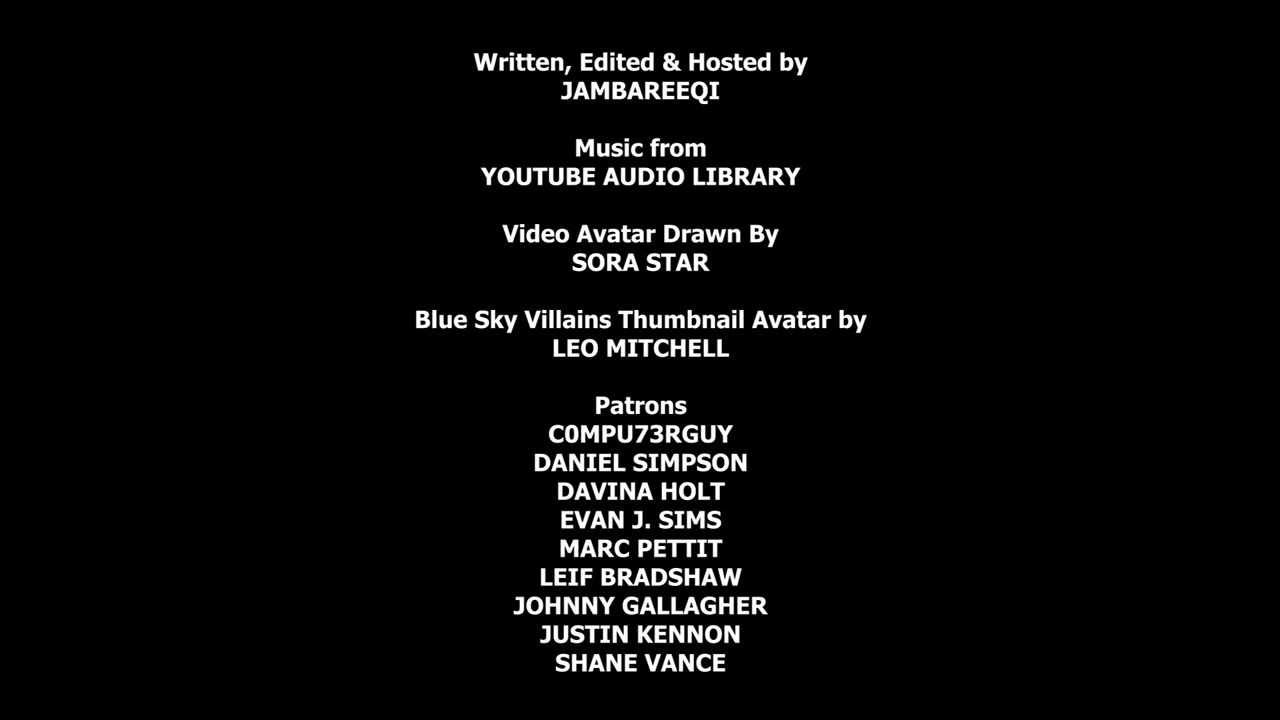 Written, Edited & Hosted by
JAMBAREEQI
Music from
YOUTUBE AUDIO LIBRARY
Video Avatar Drawn By
SORA STAR
Blue Sky Villains Thumbnail Avatar by
LEO MITCHELL
Patrons
C0MPU73RGUY
DANIEL SIMPSON
DAVINA HOLT
EVAN J. SIMS
MARC PETTIT
LEIF BRADSHAW
JOHNNY GALLAGHER
JUSTIN KENNON
SHANE VANCE